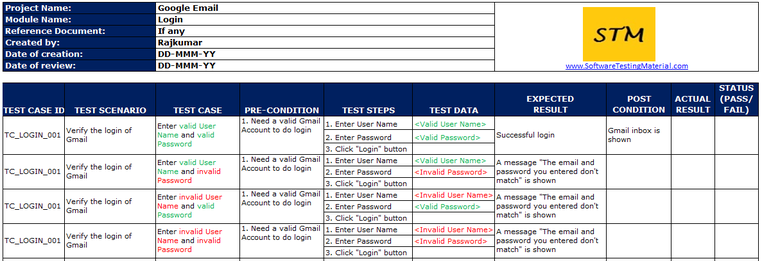 Project Name: Google Email
Module Name: Login
Reference Document: If any
Created by: Rajkumar
Date of creation: DD-MMM-YY
Date of review: DD-MMM-YY
STM
www.SoftwareTestingMaterial.com
TEST CASE ID TEST SCENARIO TEST CASE PRE-CONDITION TEST STEPS TEST DATA EXPECTED RESULT POST CONDITION ACTUAL RESULT STATUS (PASS/ FAIL)
TC_LOGIN_001
Verify the login of
Gmail
Enter valid User
Name and valid
Password
1. Need a valid Gmail
Account to do login
1. Enter User Name <Valid User Name>
2. Enter Password <Valid Password>
3. Click "Login" button
Successful login
Gmail inbox is
shown
TC_LOGIN_001
Verify the login of
Gmail
Enter valid User
Name and invalid
Password
1. Need a valid Gmail
Account to do login
1. Enter User Name <Valid User Name>
2. Enter Password <Invalid Password>
3. Click "Login" button
A message "The email and
password you entered don't
match" is shown
TC_LOGIN_001
Verify the login of
Gmail
Enter invalid User
Name and valid
Password
1. Need a valid Gmail
Account to do login
1. Enter User Name <Invalid User Name>
2. Enter Password <Valid Password>
3. Click "Login" button
A message "The email and
password you entered don't
match" is shown
TC_LOGIN_001
Verify the login of
Gmail
Enter invalid User
Name and invalid
Password
1. Need a valid Gmail
Account to do login
1. Enter User Name <Invalid User Name>
2. Enter Password <Invalid Password>
3. Click "Login" button
A message "The email and
password you entered don't
match" is shown